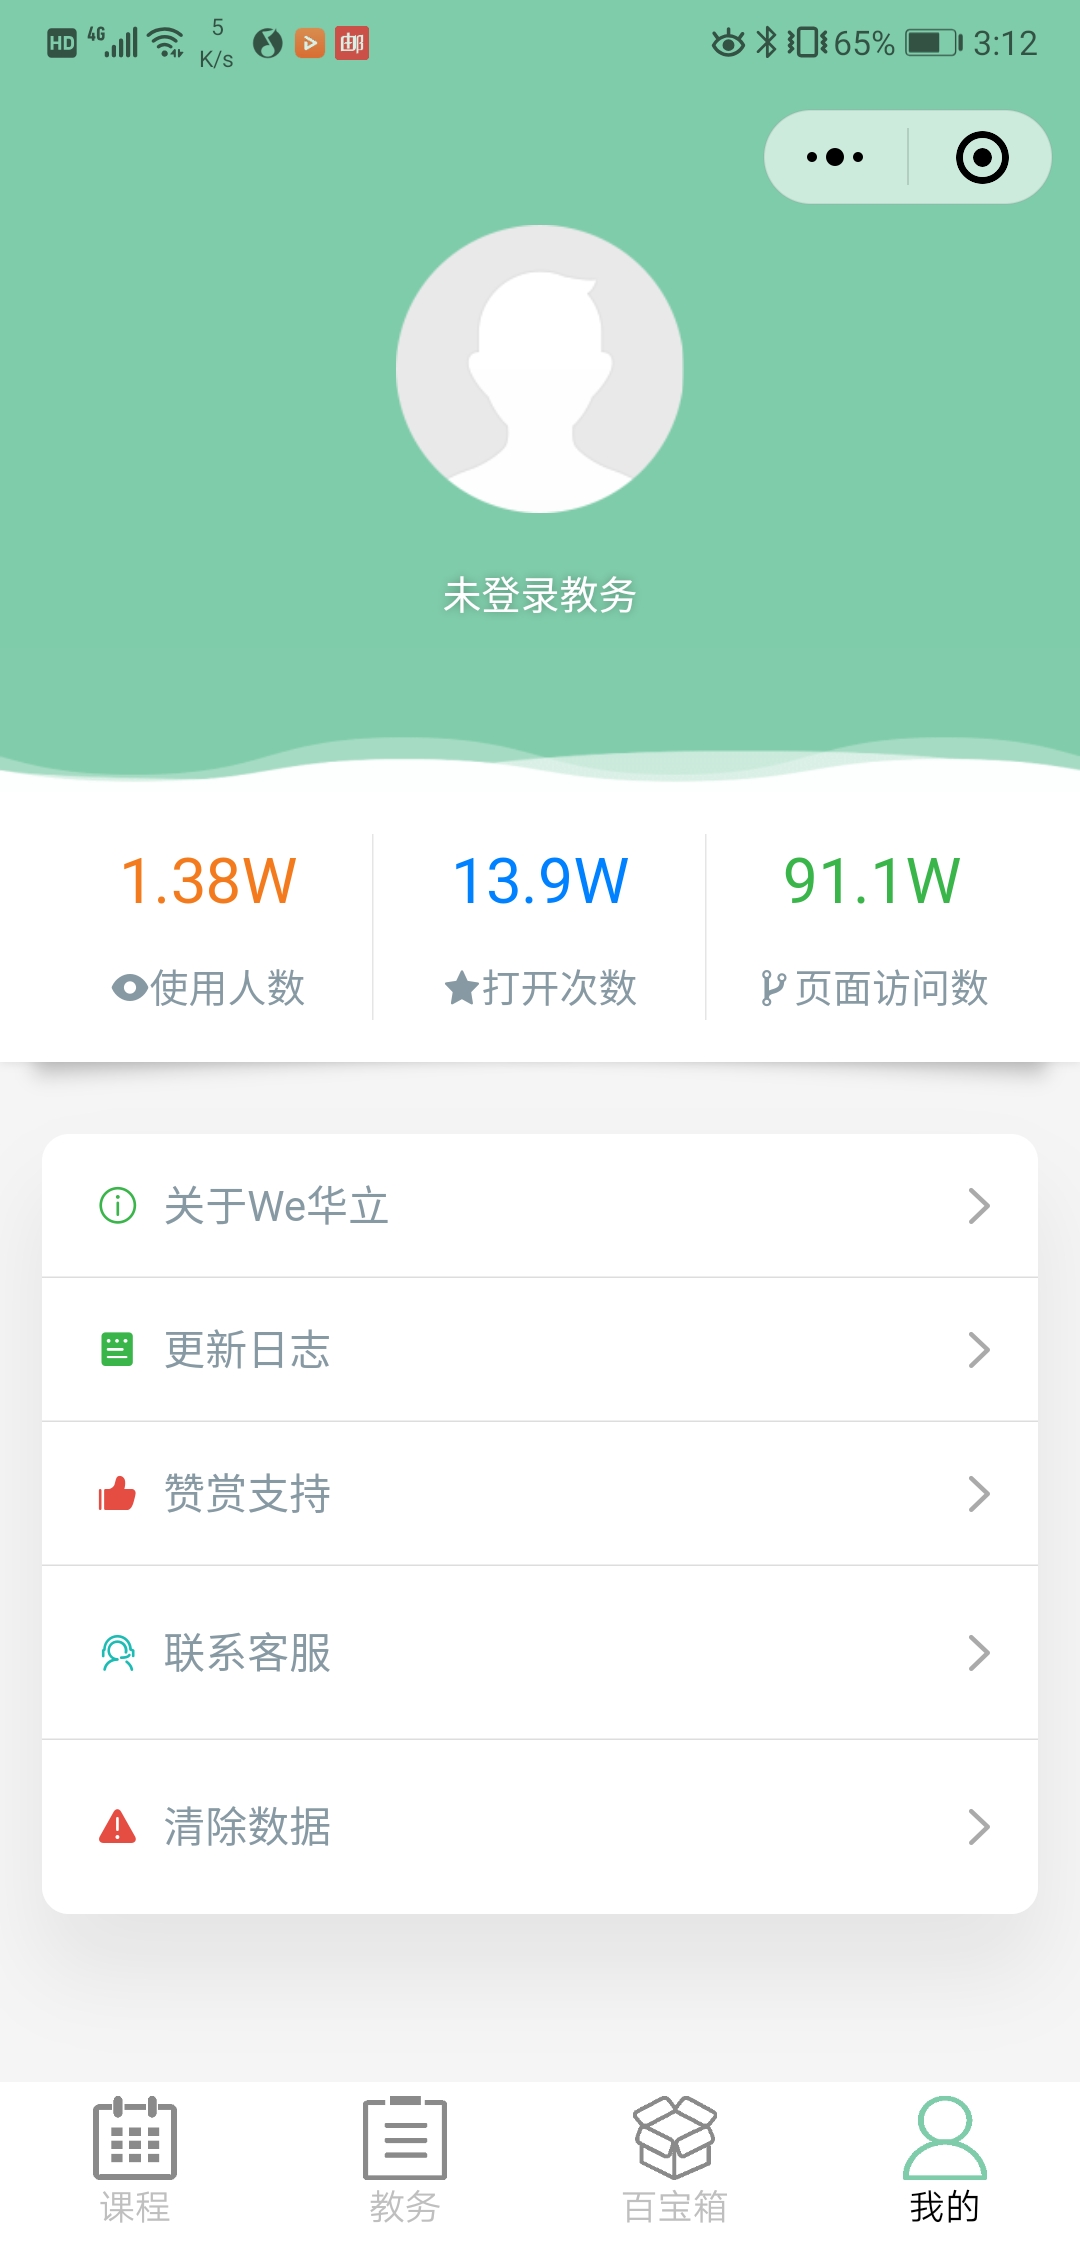 HD 4G 5 K/s 邮 65% 3:12
未登录教务
1.38W 13.9W 91.1W
使用人数 打开次数 页面访问数
关于We华立
更新日志
赞赏支持
联系客服
清除数据
课程 教务 百宝箱 我的